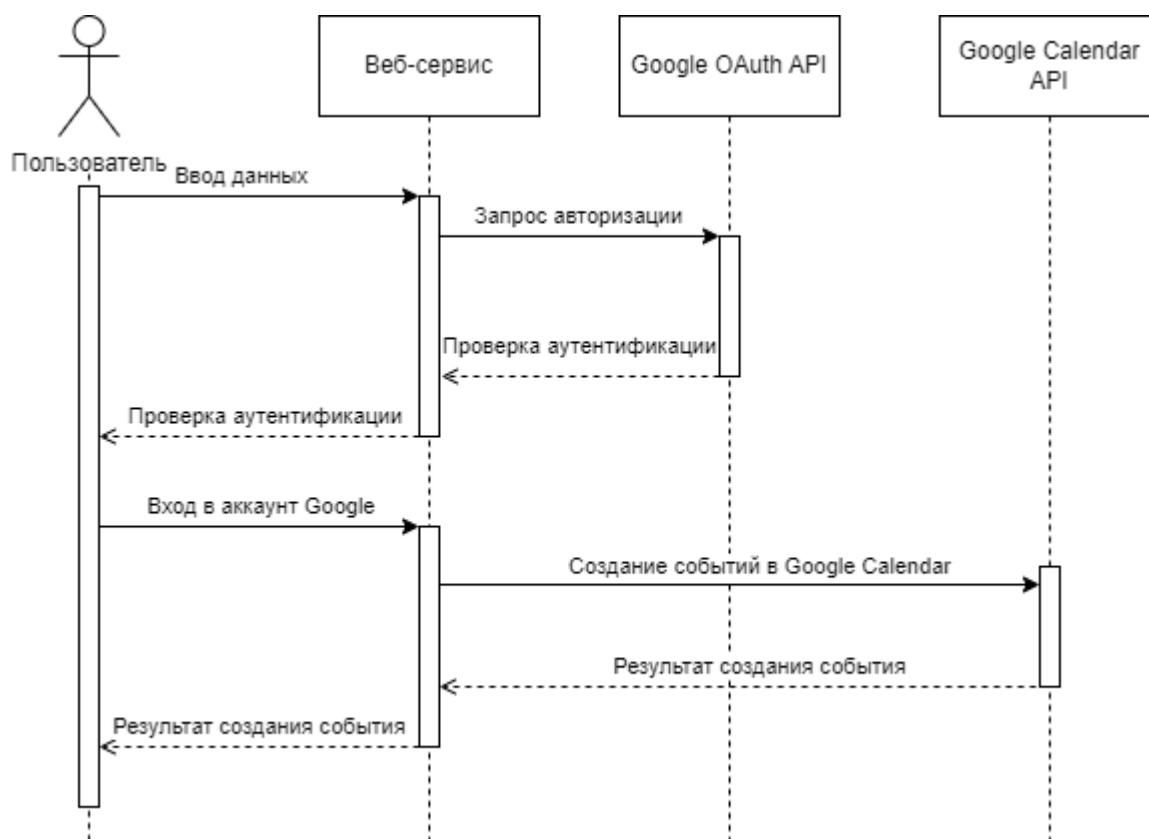 Веб-сервис
Google OAuth API
Google Calendar
API
Пользователь
Ввод данных
Запрос авторизации
Проверка аутентификации
Проверка аутентификации
Вход в аккаунт Google
Создание событий в Google Calendar
Результат создания события
Результат создания события